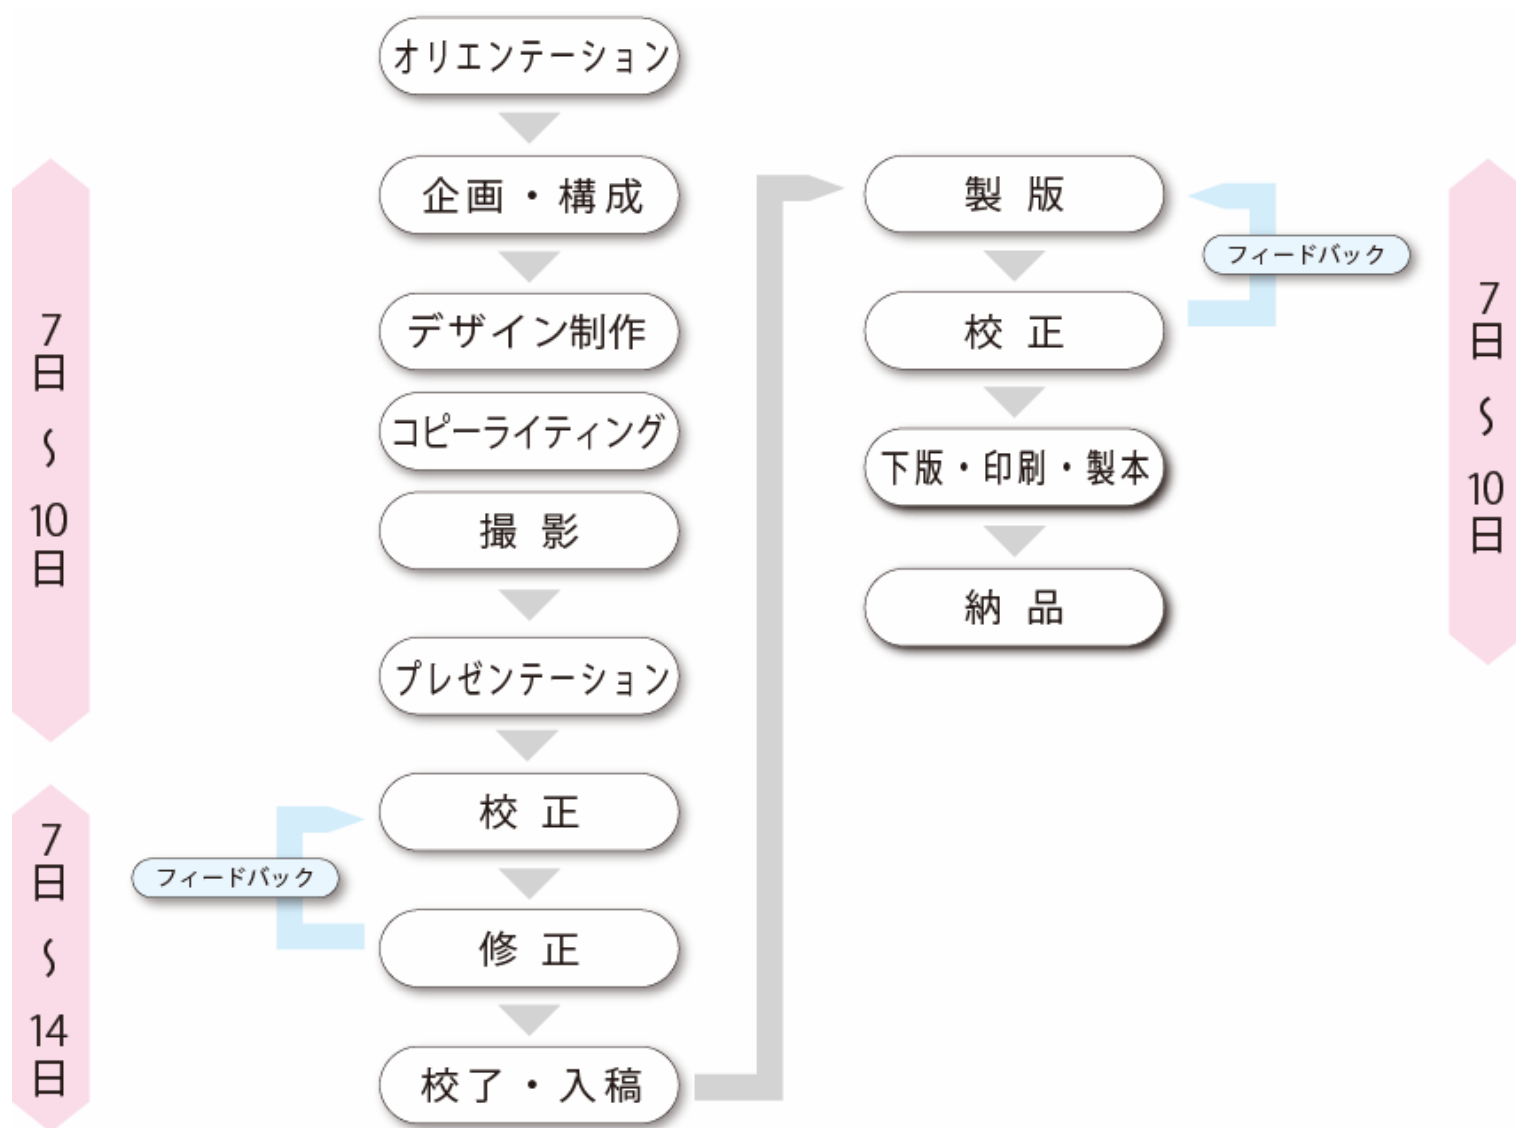 オリエンテーション
企画・構成
デザイン制作
コピーライティング
撮影
プレゼンテーション
校正
修正
校了・入稿
フィードバック
7日〜10日
7日〜14日
製版
校正
下版・印刷・製本
納品
フィードバック
7日〜10日